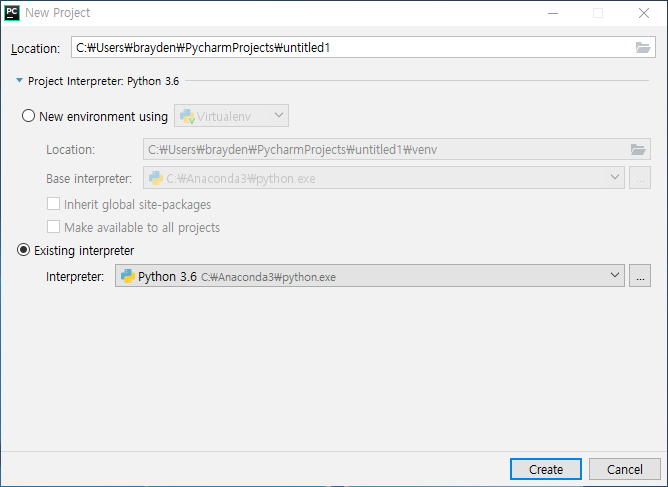 PC New Project
Location: C:₩Users₩brayden₩PycharmProjects₩untitled1
Project Interpreter: Python 3.6
New environment using Virtualenv
Location: C:₩Users₩brayden₩PycharmProjects₩untitled1₩venv
Base interpreter: C:₩Anaconda3₩python.exe ...
Inherit global site-packages
Make available to all projects
Existing interpreter
Interpreter: Python 3.6 C:₩Anaconda3₩python.exe ...
Create Cancel